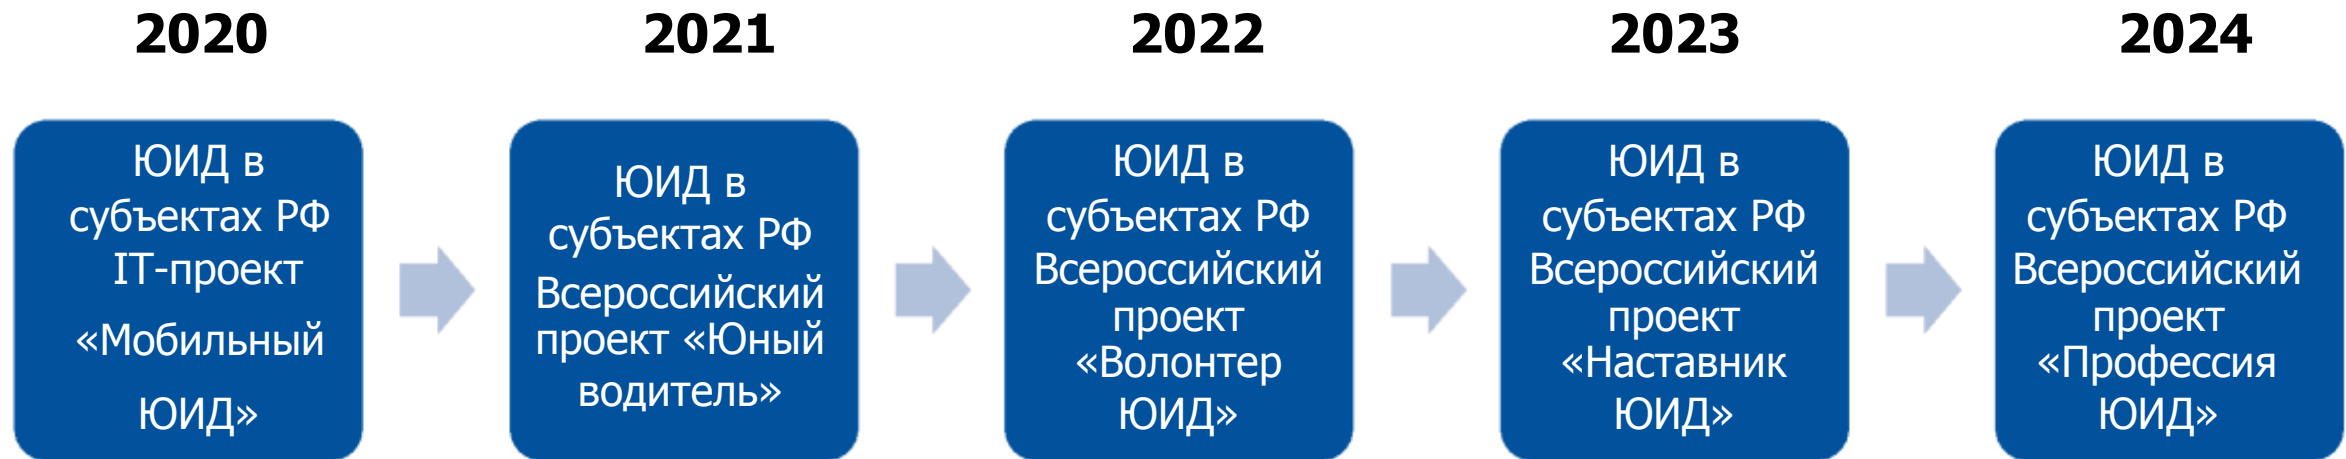 2020
2021
2022
2023
2024
ЮИД в
субъектах РФ
IT-проект
«Мобильный
ЮИД»
ЮИД в
субъектах РФ
Всероссийский
проект «Юный
водитель»
ЮИД в
субъектах РФ
Всероссийский
проект
«Волонтер
ЮИД»
ЮИД в
субъектах РФ
Всероссийский
проект
«Наставник
ЮИД»
ЮИД в
субъектах РФ
Всероссийский
проект
«Профессия
ЮИД»